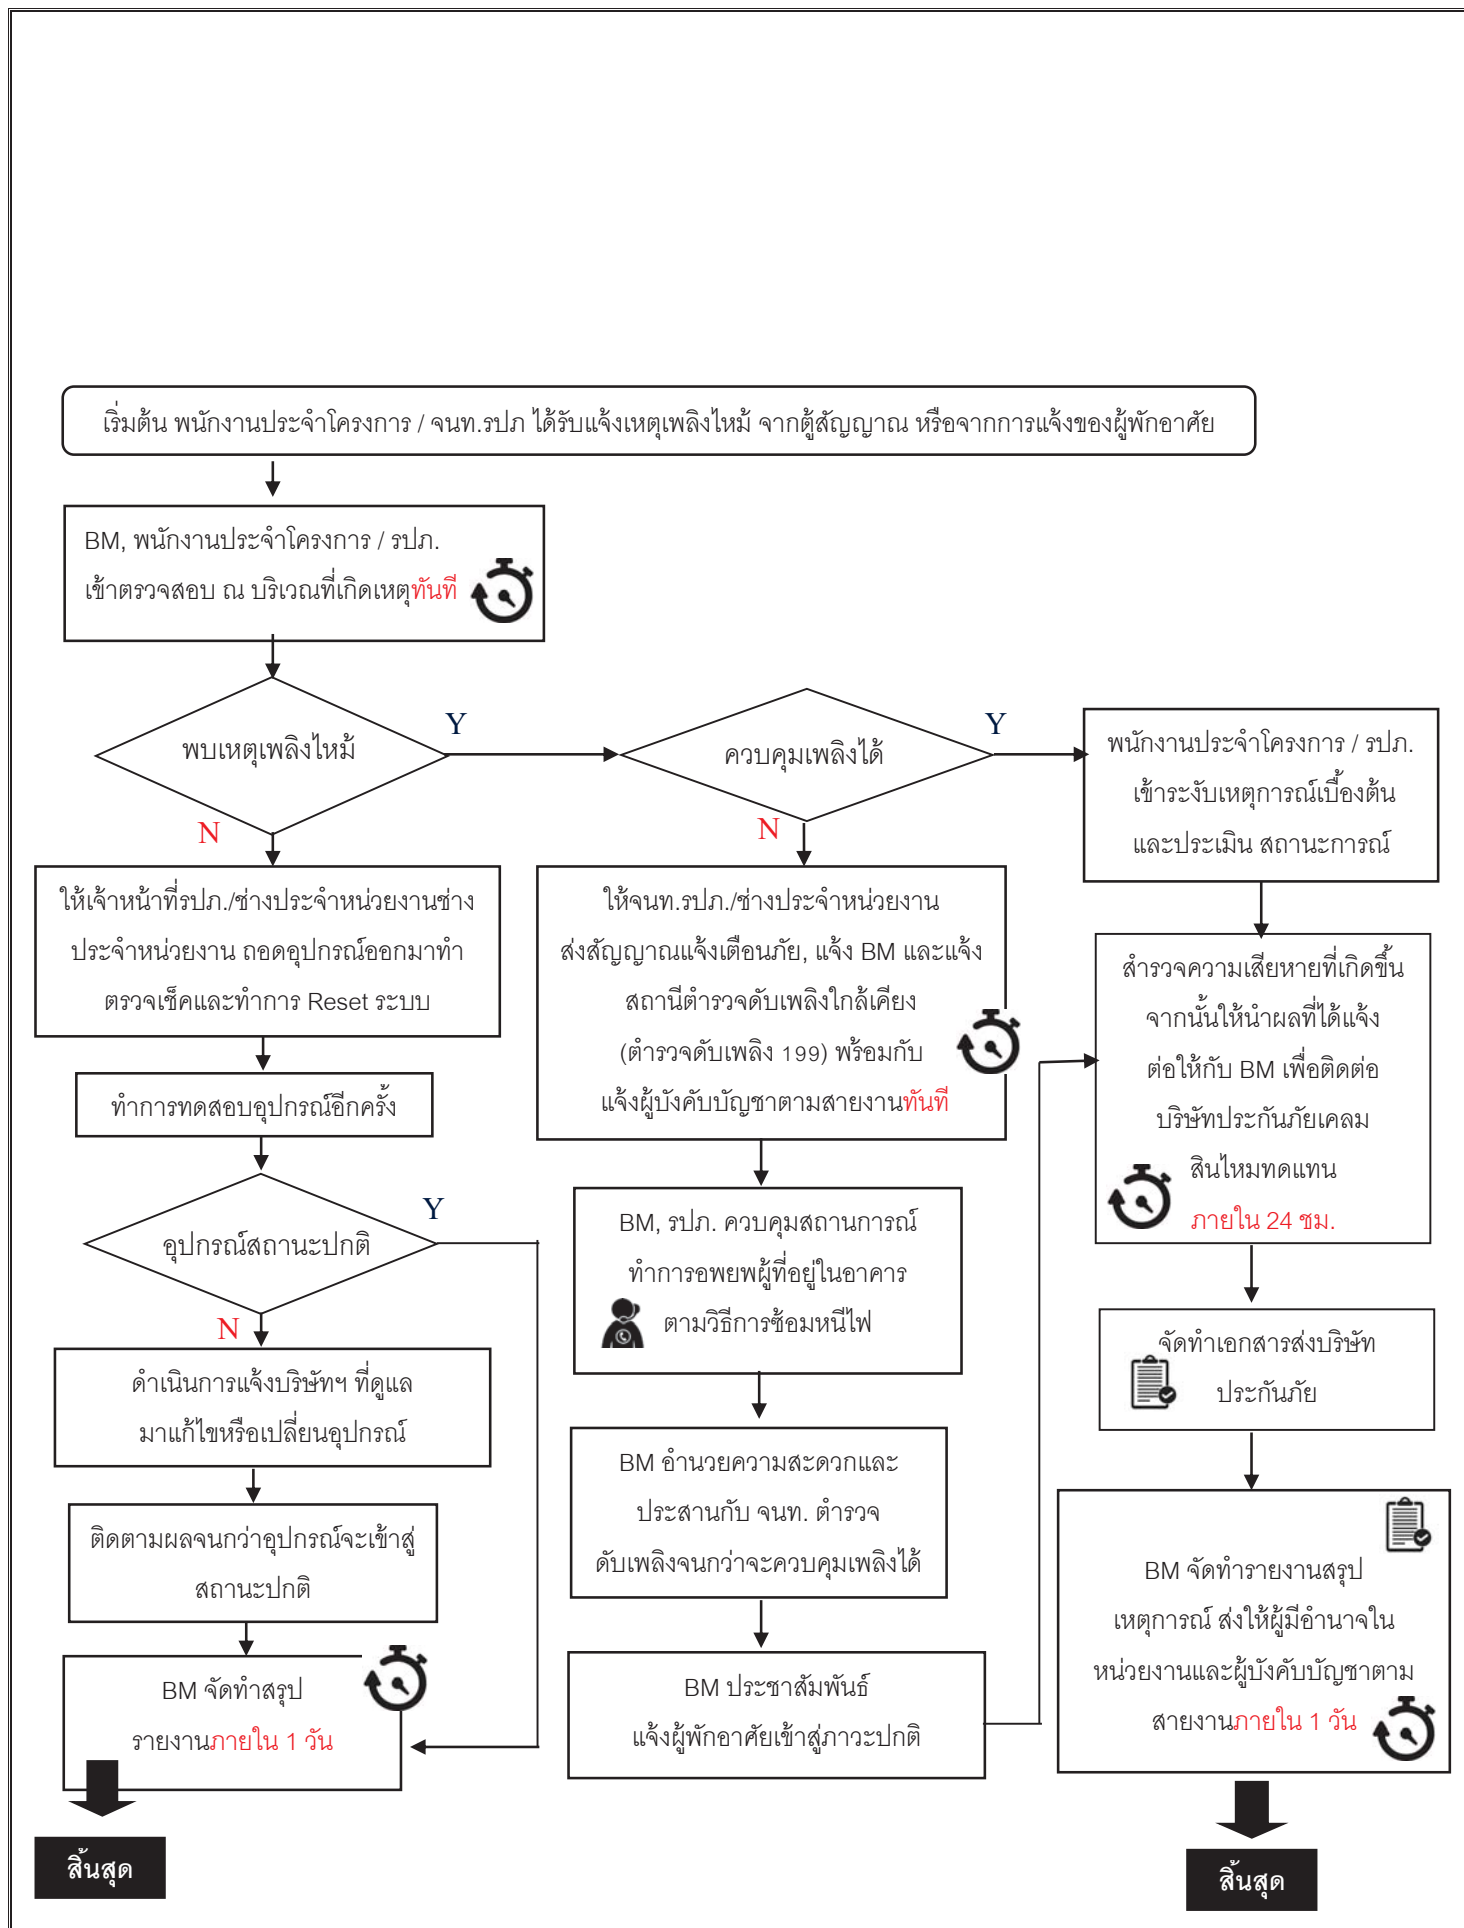 เริ่มต้น พนักงานประจำโครงการ / จนท.รปภ ได้รับแจ้งเหตุเพลิงไหม้ จากตู้สัญญาณ หรือจากการแจ้งของผู้พักอาศัย
BM, พนักงานประจำโครงการ / รปภ.
เข้าตรวจสอบ ณ บริเวณที่เกิดเหตุทันที
พบเหตุเพลิงไหม้
Y
N
ควบคุมเพลิงได้
Y
N
พนักงานประจำโครงการ / รปภ.
เข้าระงับเหตุการณ์เบื้องต้น
และประเมิน สถานะการณ์
ให้เจ้าหน้าที่รปภ./ช่างประจำหน่วยงานช่าง
ประจำหน่วยงาน ถอดอุปกรณ์ออกมาทำ
ตรวจเช็คและทำการ Reset ระบบ
ทำการทดสอบอุปกรณ์อีกครั้ง
อุปกรณ์สถานะปกติ
Y
N
ดำเนินการแจ้งบริษัทฯ ที่ดูแล
มาแก้ไขหรือเปลี่ยนอุปกรณ์
ติดตามผลจนกว่าอุปกรณ์จะเข้าสู่
สถานะปกติ
BM จัดทำสรุป
รายงานภายใน 1 วัน
สิ้นสุด
ให้จนท.รปภ./ช่างประจำหน่วยงาน
ส่งสัญญาณแจ้งเตือนภัย, แจ้ง BM และแจ้ง
สถานีตำรวจดับเพลิงใกล้เคียง
(ตำรวจดับเพลิง 199) พร้อมกับ
แจ้งผู้บังคับบัญชาตามสายงานทันที
BM, รปภ. ควบคุมสถานการณ์
ทำการอพยพผู้ที่อยู่ในอาคาร
ตามวิธีการซ้อมหนีไฟ
BM อำนวยความสะดวกและ
ประสานกับ จนท. ตำรวจ
ดับเพลิงจนกว่าจะควบคุมเพลิงได้
BM ประชาสัมพันธ์
แจ้งผู้พักอาศัยเข้าสู่ภาวะปกติ
สำรวจความเสียหายที่เกิดขึ้น
จากนั้นให้นำผลที่ได้แจ้ง
ต่อให้กับ BM เพื่อติดต่อ
บริษัทประกันภัยเคลม
สินไหมทดแทน
ภายใน 24 ชม.
จัดทำเอกสารส่งบริษัท
ประกันภัย
BM จัดทำรายงานสรุป
เหตุการณ์ ส่งให้ผู้มีอำนาจใน
หน่วยงานและผู้บังคับบัญชาตาม
สายงานภายใน 1 วัน
สิ้นสุด